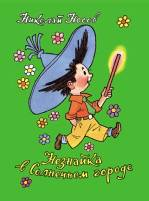 Николай Носов
Незнайка
в Солнечном городе